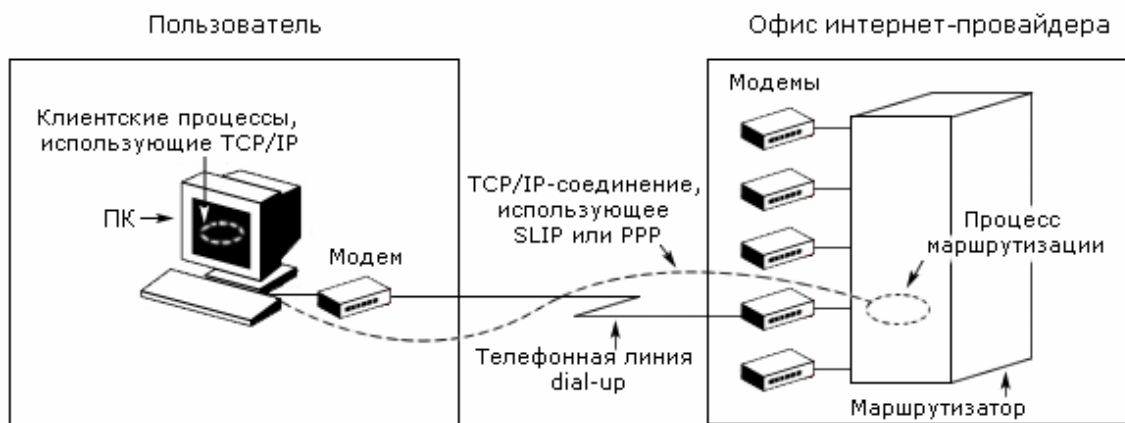 Пользователь
Офис интернет-провайдера
Клиентские процессы,
использующие TCP/IP
ПК
Модем
TCP/IP-соединение,
использующее
SLIP или PPP
Телефонная линия
dial-up
Модемы
Процесс
маршрутизации
Маршрутизатор